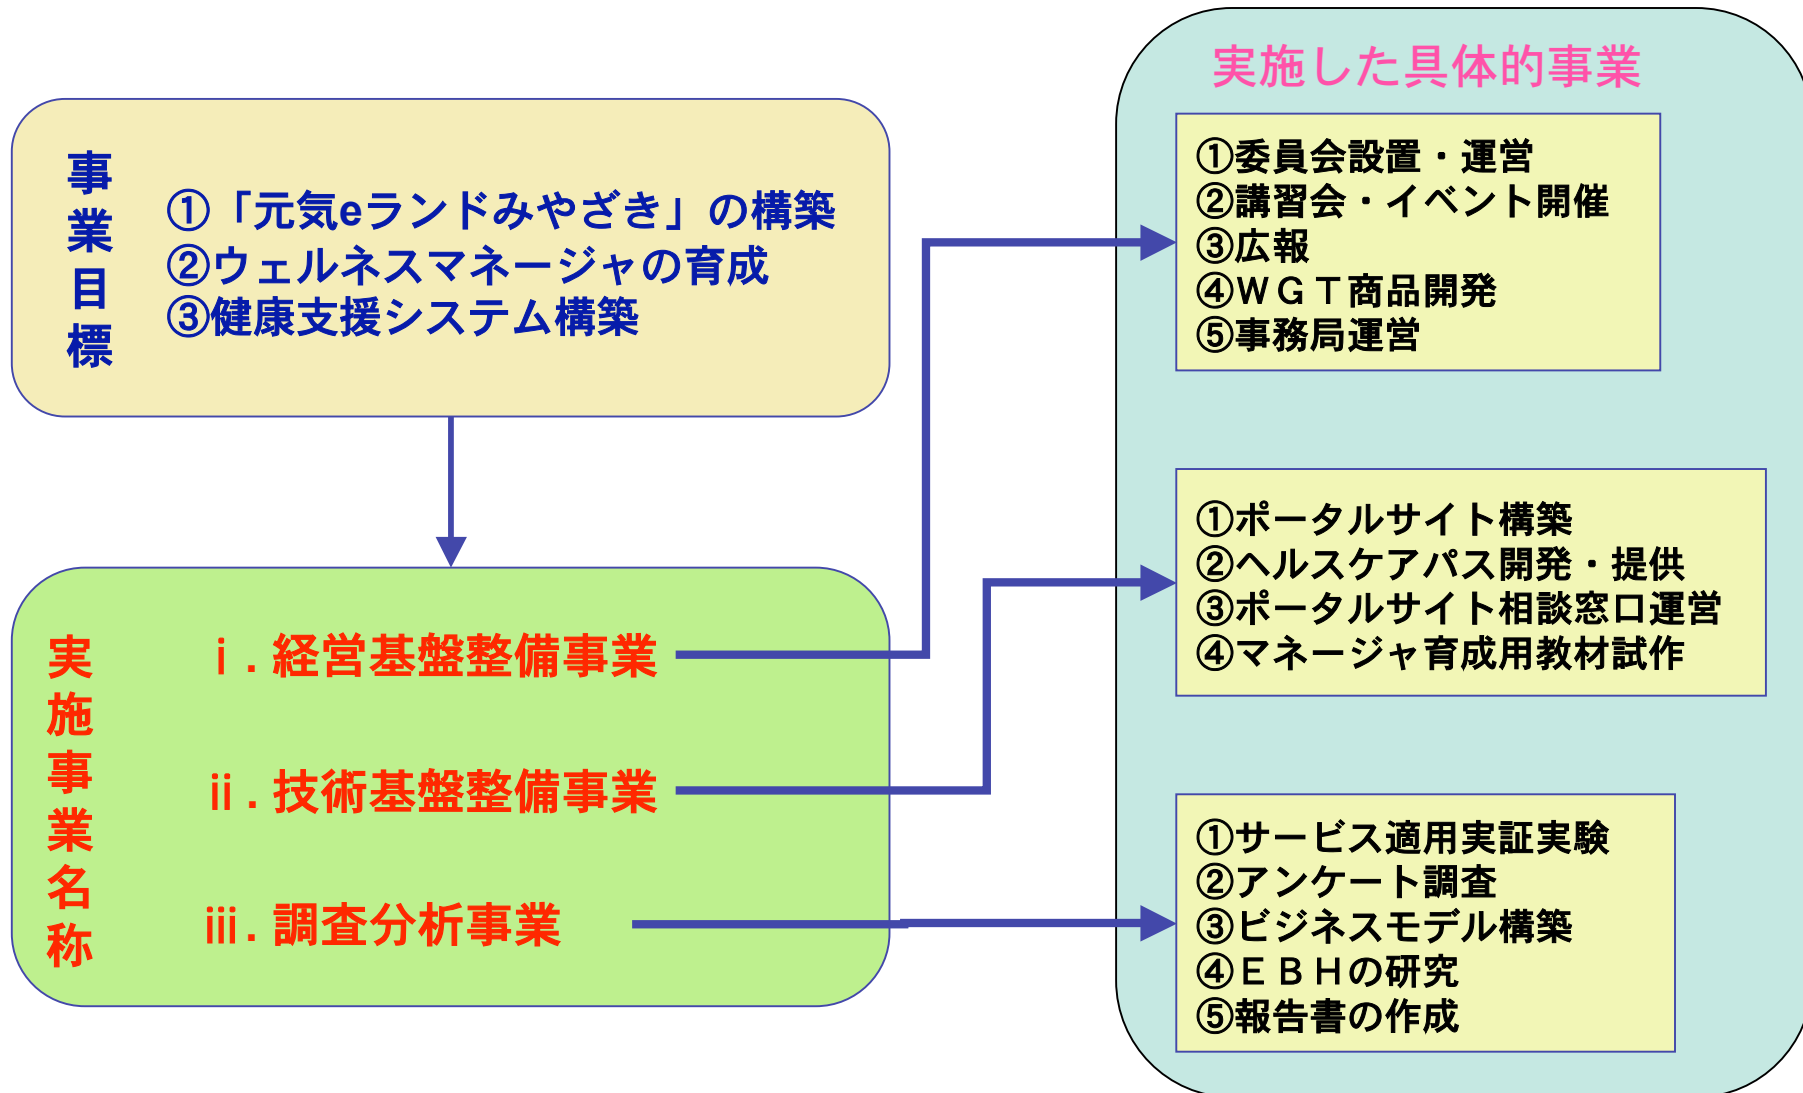 事業目標
①「元気eランドみやざき」の構築
②ウェルネスマネージャの育成
③健康支援システム構築
実施事業名称
ⅰ.経営基盤整備事業
ⅱ.技術基盤整備事業
ⅲ.調査分析事業
実施した具体的事業
①委員会設置・運営
②講習会・イベント開催
③広報
④ＷＧＴ商品開発
⑤事務局運営
①ポータルサイト構築
②ヘルスケアパス開発・提供
③ポータルサイト相談窓口運営
④マネージャ育成用教材試作
①サービス適用実証実験
②アンケート調査
③ビジネスモデル構築
④ＥＢＨの研究
⑤報告書の作成